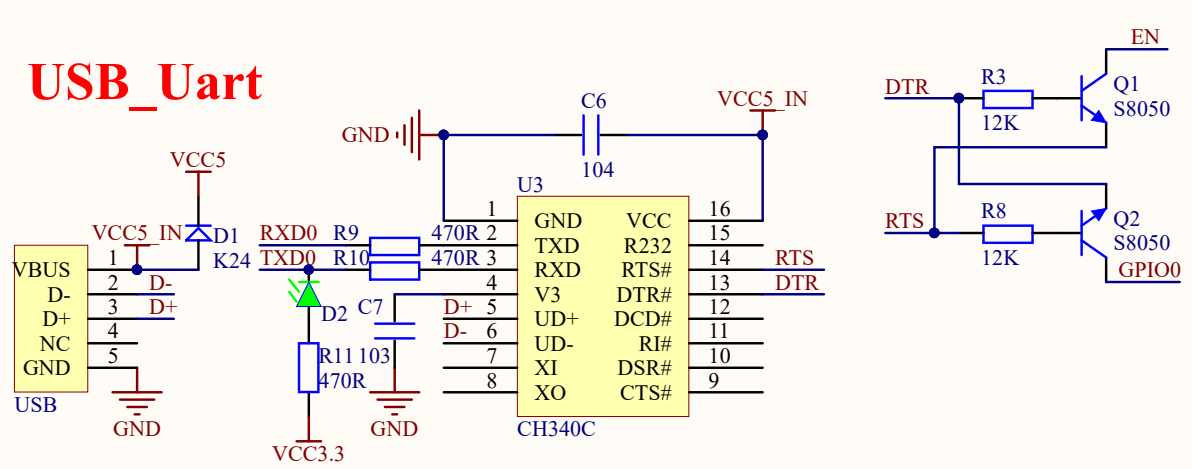 USB_Uart
VCC5
VCC5_IN
D1
K24
VBUS 1
D- 2 D-
D+ 3 D+
NC 4
GND 5
USB
GND
RXD0 R9 470R
TXD0 R10 470R
D2
R11
470R
VCC3.3
C7
103
GND
GND
C6
104
VCC5_IN
U3
1 GND VCC 16
2 TXD R232 15
3 RXD RTS# 14 RTS
4 V3 DTR# 13 DTR
D+ 5 UD+ DCD# 12
D- 6 UD- RI# 11
7 XI DSR# 10
8 XO CTS# 9
CH340C
EN
DTR
R3
12K
Q1
S8050
RTS
R8
12K
Q2
S8050
GPIO0